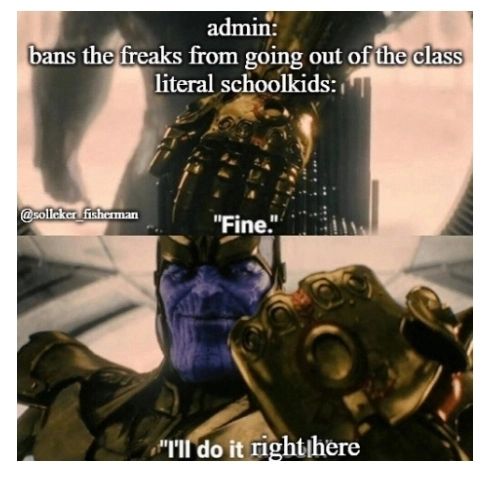 admin:
bans the freaks from going out of the class
literal schoolkids:
@solleker_fisherman
"Fine."
"I'll do it right here